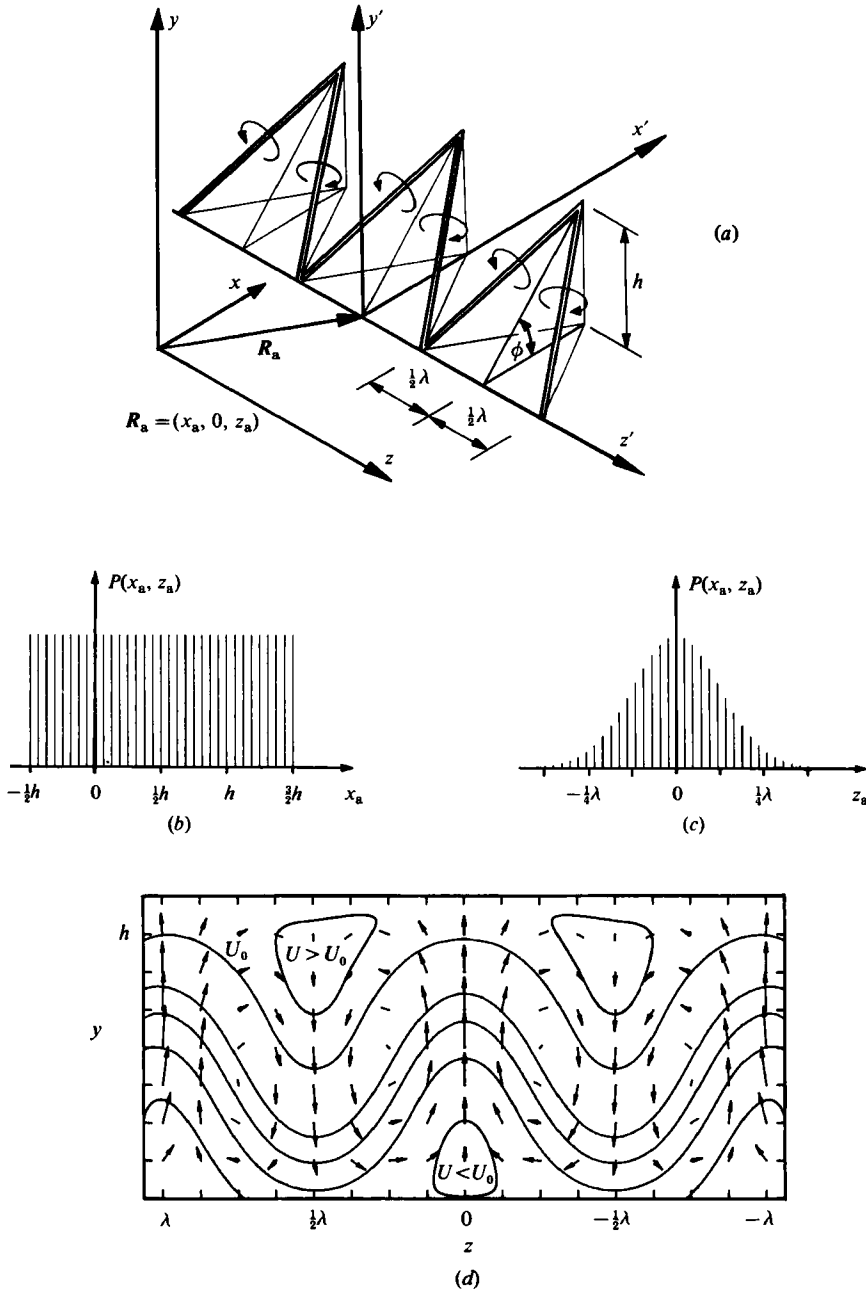 y
y′
x′
(a)
h
x
R_a
ϕ
½λ
½λ
R_a = (x_a, 0, z_a)
z
z′
P(x_a, z_a)
−½h 0 ½h h 3/2h x_a
(b)
P(x_a, z_a)
−¼λ 0 ¼λ z_a
(c)
h
U_0
U > U_0
y
U < U_0
λ ½λ 0 −½λ −λ
z
(d)